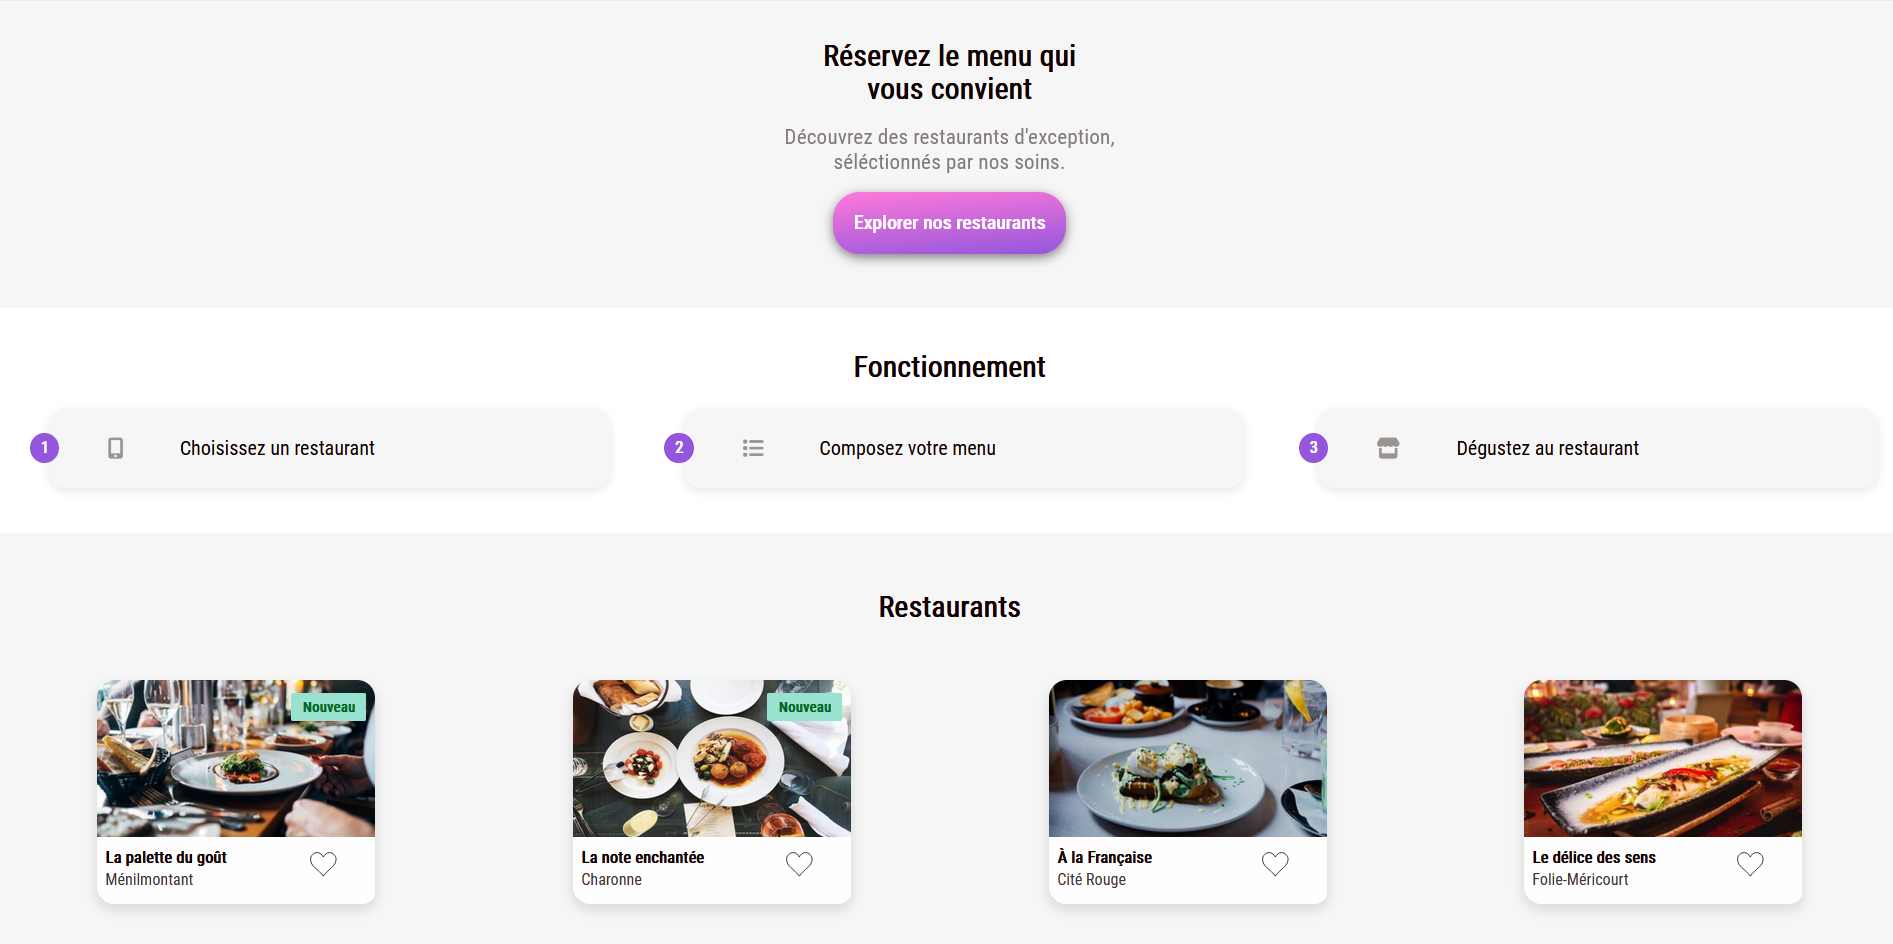 Réservez le menu qui
vous convient
Découvrez des restaurants d'exception,
séléctionnés par nos soins.
Explorer nos restaurants
Fonctionnement
1 Choisissez un restaurant
2 Composez votre menu
3 Dégustez au restaurant
Restaurants
Nouveau
La palette du goût
Ménilmontant
Nouveau
La note enchantée
Charonne
À la Française
Cité Rouge
Le délice des sens
Folie-Méricourt